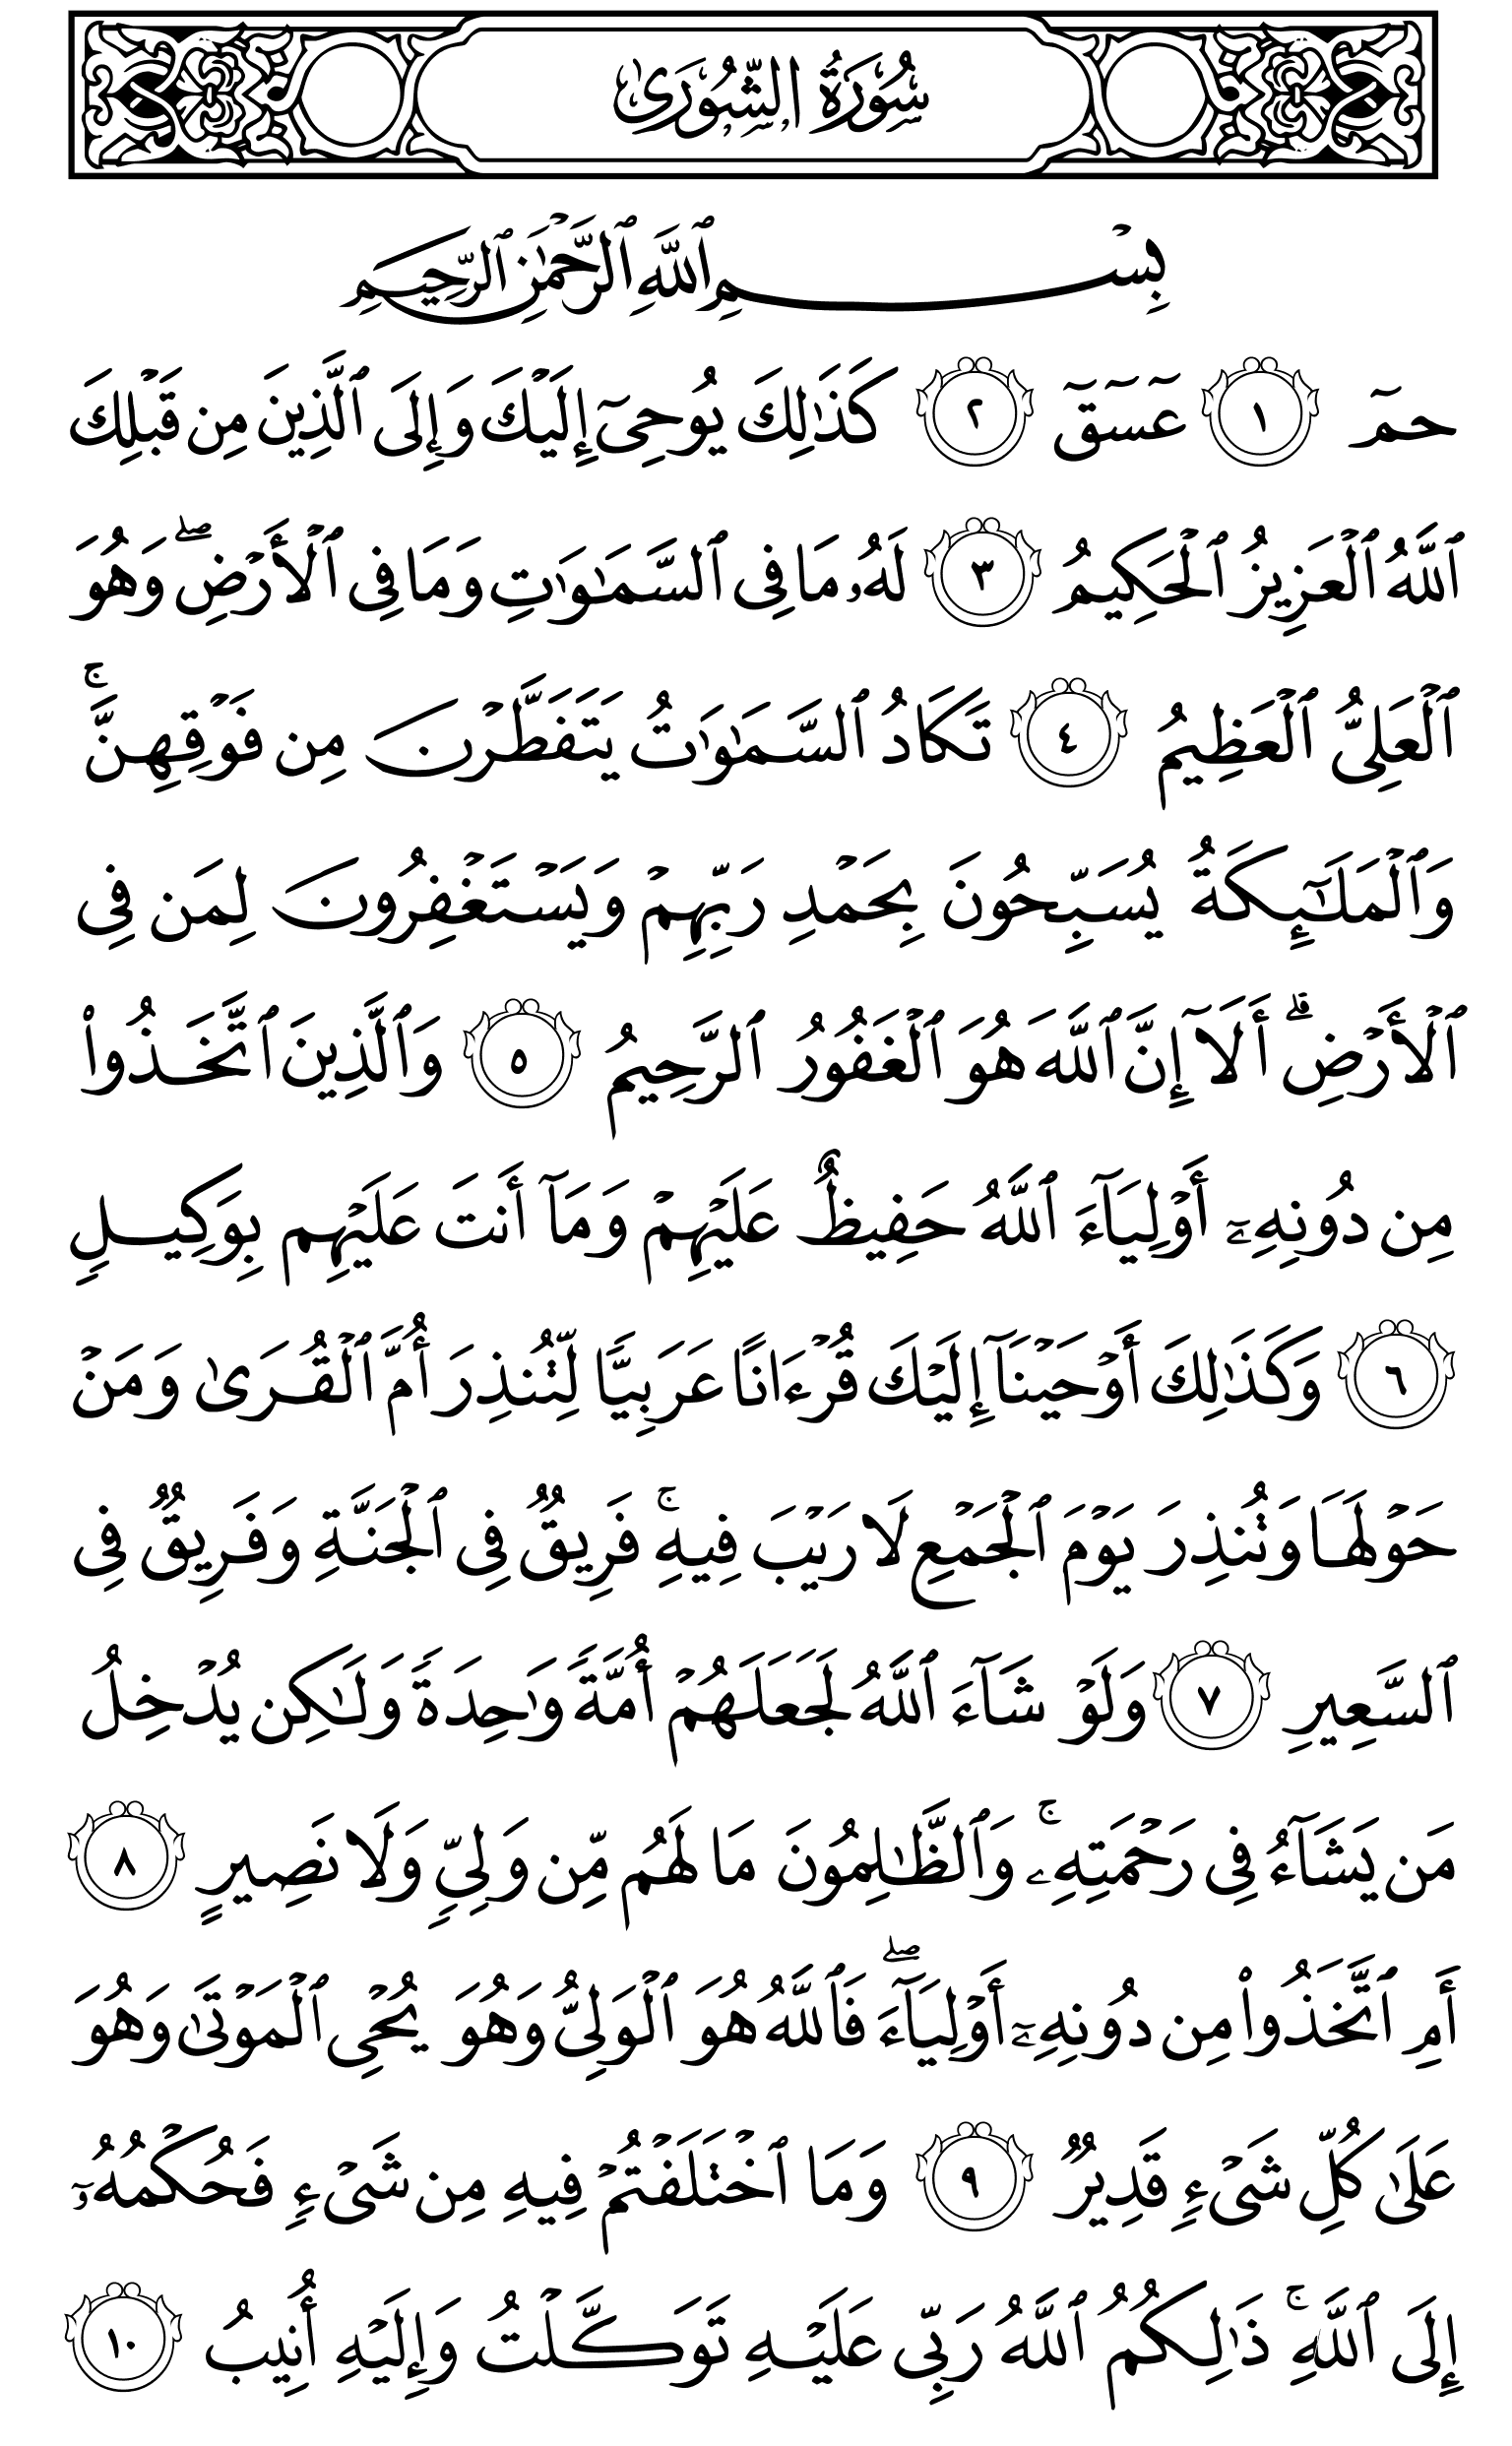 سُورَةُ الشُّورَىٰ
بِسۡمِ ٱللَّهِ ٱلرَّحۡمَٰنِ ٱلرَّحِيمِ
حمٓ ١ عٓسٓقٓ ٢ كَذَٰلِكَ يُوحِيٓ إِلَيۡكَ وَإِلَى ٱلَّذِينَ مِن قَبۡلِكَ
ٱللَّهُ ٱلۡعَزِيزُ ٱلۡحَكِيمُ ٣ لَهُۥ مَا فِي ٱلسَّمَٰوَٰتِ وَمَا فِي ٱلۡأَرۡضِۖ وَهُوَ
ٱلۡعَلِيُّ ٱلۡعَظِيمُ ٤ تَكَادُ ٱلسَّمَٰوَٰتُ يَتَفَطَّرۡنَ مِن فَوۡقِهِنَّۚ
وَٱلۡمَلَٰٓئِكَةُ يُسَبِّحُونَ بِحَمۡدِ رَبِّهِمۡ وَيَسۡتَغۡفِرُونَ لِمَن فِي
ٱلۡأَرۡضِۗ أَلَآ إِنَّ ٱللَّهَ هُوَ ٱلۡغَفُورُ ٱلرَّحِيمُ ٥ وَٱلَّذِينَ ٱتَّخَذُواْ
مِن دُونِهِۦٓ أَوۡلِيَآءَ ٱللَّهُ حَفِيظٌ عَلَيۡهِمۡ وَمَآ أَنتَ عَلَيۡهِم بِوَكِيلٖ
٦ وَكَذَٰلِكَ أَوۡحَيۡنَآ إِلَيۡكَ قُرۡءَانًا عَرَبِيّٗا لِّتُنذِرَ أُمَّ ٱلۡقُرَىٰ وَمَنۡ
حَوۡلَهَا وَتُنذِرَ يَوۡمَ ٱلۡجَمۡعِ لَا رَيۡبَ فِيهِۚ فَرِيقٞ فِي ٱلۡجَنَّةِ وَفَرِيقٞ فِي
ٱلسَّعِيرِ ٧ وَلَوۡ شَآءَ ٱللَّهُ لَجَعَلَهُمۡ أُمَّةٗ وَٰحِدَةٗ وَلَٰكِن يُدۡخِلُ
مَن يَشَآءُ فِي رَحۡمَتِهِۦۚ وَٱلظَّٰلِمُونَ مَا لَهُم مِّن وَلِيّٖ وَلَا نَصِيرٍ ٨
أَمِ ٱتَّخَذُواْ مِن دُونِهِۦٓ أَوۡلِيَآءَۖ فَٱللَّهُ هُوَ ٱلۡوَلِيُّ وَهُوَ يُحۡيِ ٱلۡمَوۡتَىٰ وَهُوَ
عَلَىٰ كُلِّ شَيۡءٖ قَدِيرٞ ٩ وَمَا ٱخۡتَلَفۡتُمۡ فِيهِ مِن شَيۡءٖ فَحُكۡمُهُۥٓ
إِلَى ٱللَّهِۚ ذَٰلِكُمُ ٱللَّهُ رَبِّي عَلَيۡهِ تَوَكَّلۡتُ وَإِلَيۡهِ أُنِيبُ ١٠